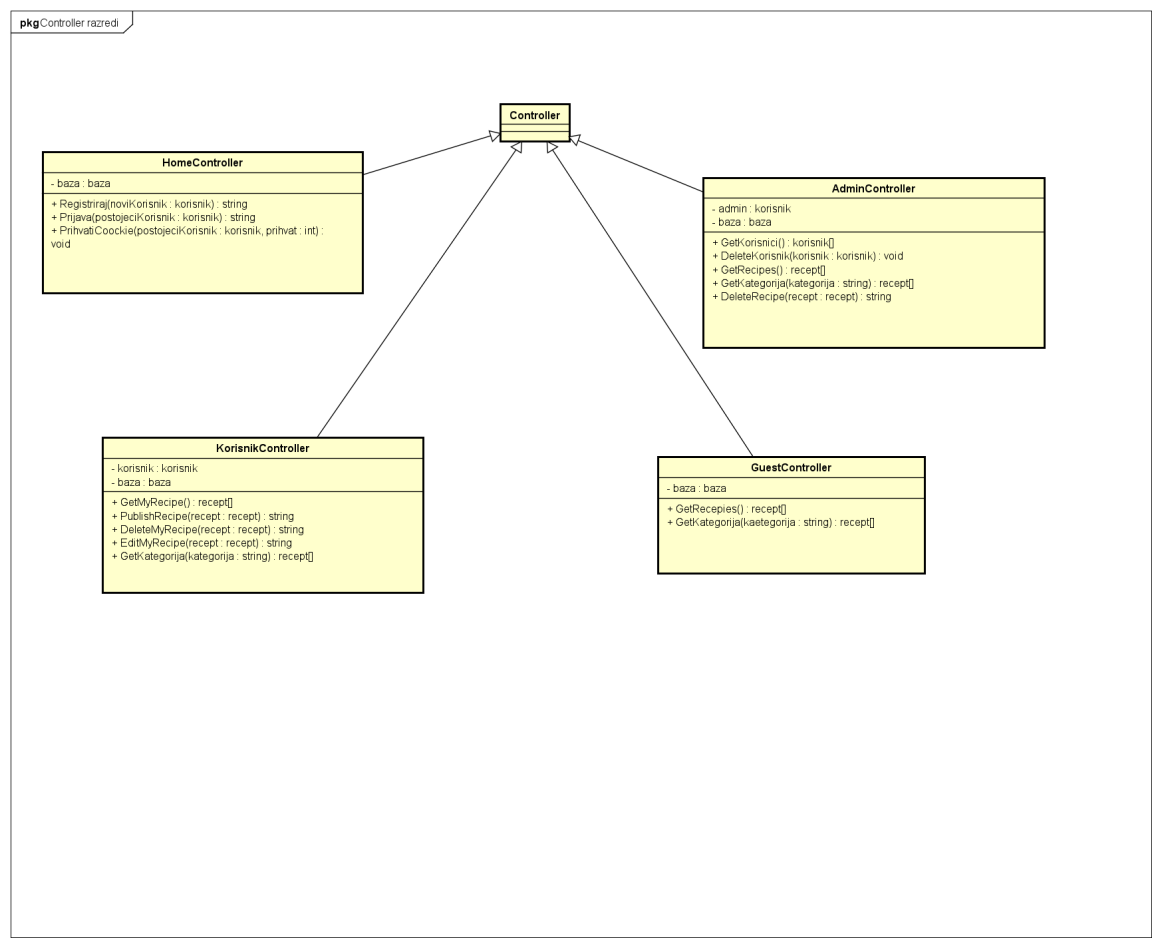 pkg Controller razredi
Controller
HomeController
- baza : baza
+ Registriraj(noviKorisnik : korisnik) : string
+ Prijava(postojeciKorisnik : korisnik) : string
+ PrihvatiCoockie(postojeciKorisnik : korisnik, prihvat : int) :
void
AdminController
- admin : korisnik
- baza : baza
+ GetKorisnici() : korisnik[]
+ DeleteKorisnik(korisnik : korisnik) : void
+ GetRecipes() : recept[]
+ GetKategorija(kategorija : string) : recept[]
+ DeleteRecipe(recept : recept) : string
KorisnikController
- korisnik : korisnik
- baza : baza
+ GetMyRecipe() : recept[]
+ PublishRecipe(recept : recept) : string
+ DeleteMyRecipe(recept : recept) : string
+ EditMyRecipe(recept : recept) : string
+ GetKategorija(kategorija : string) : recept[]
GuestController
- baza : baza
+ GetRecepies() : recept[]
+ GetKategorija(kaetegorija : string) : recept[]